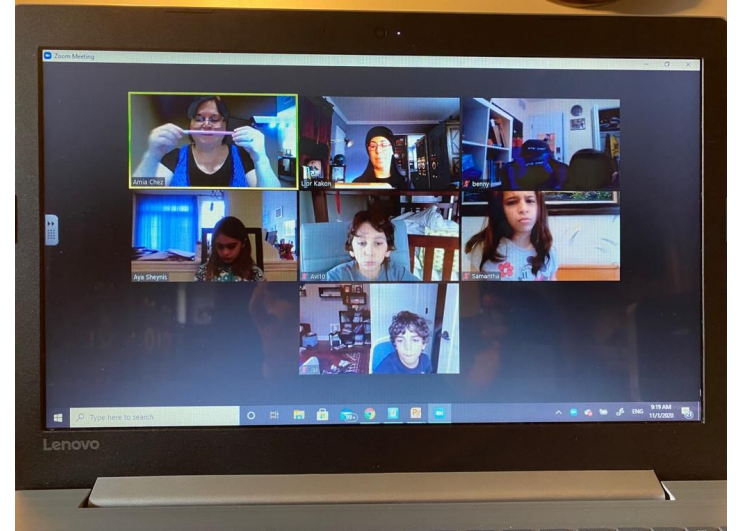 Zoom Meeting
Amia Chez
Lior Kakon
benny
Aya Sheynis
Avi10
Samantha
Type here to search
99+
ENG
9:19 AM
11/1/2020
Lenovo